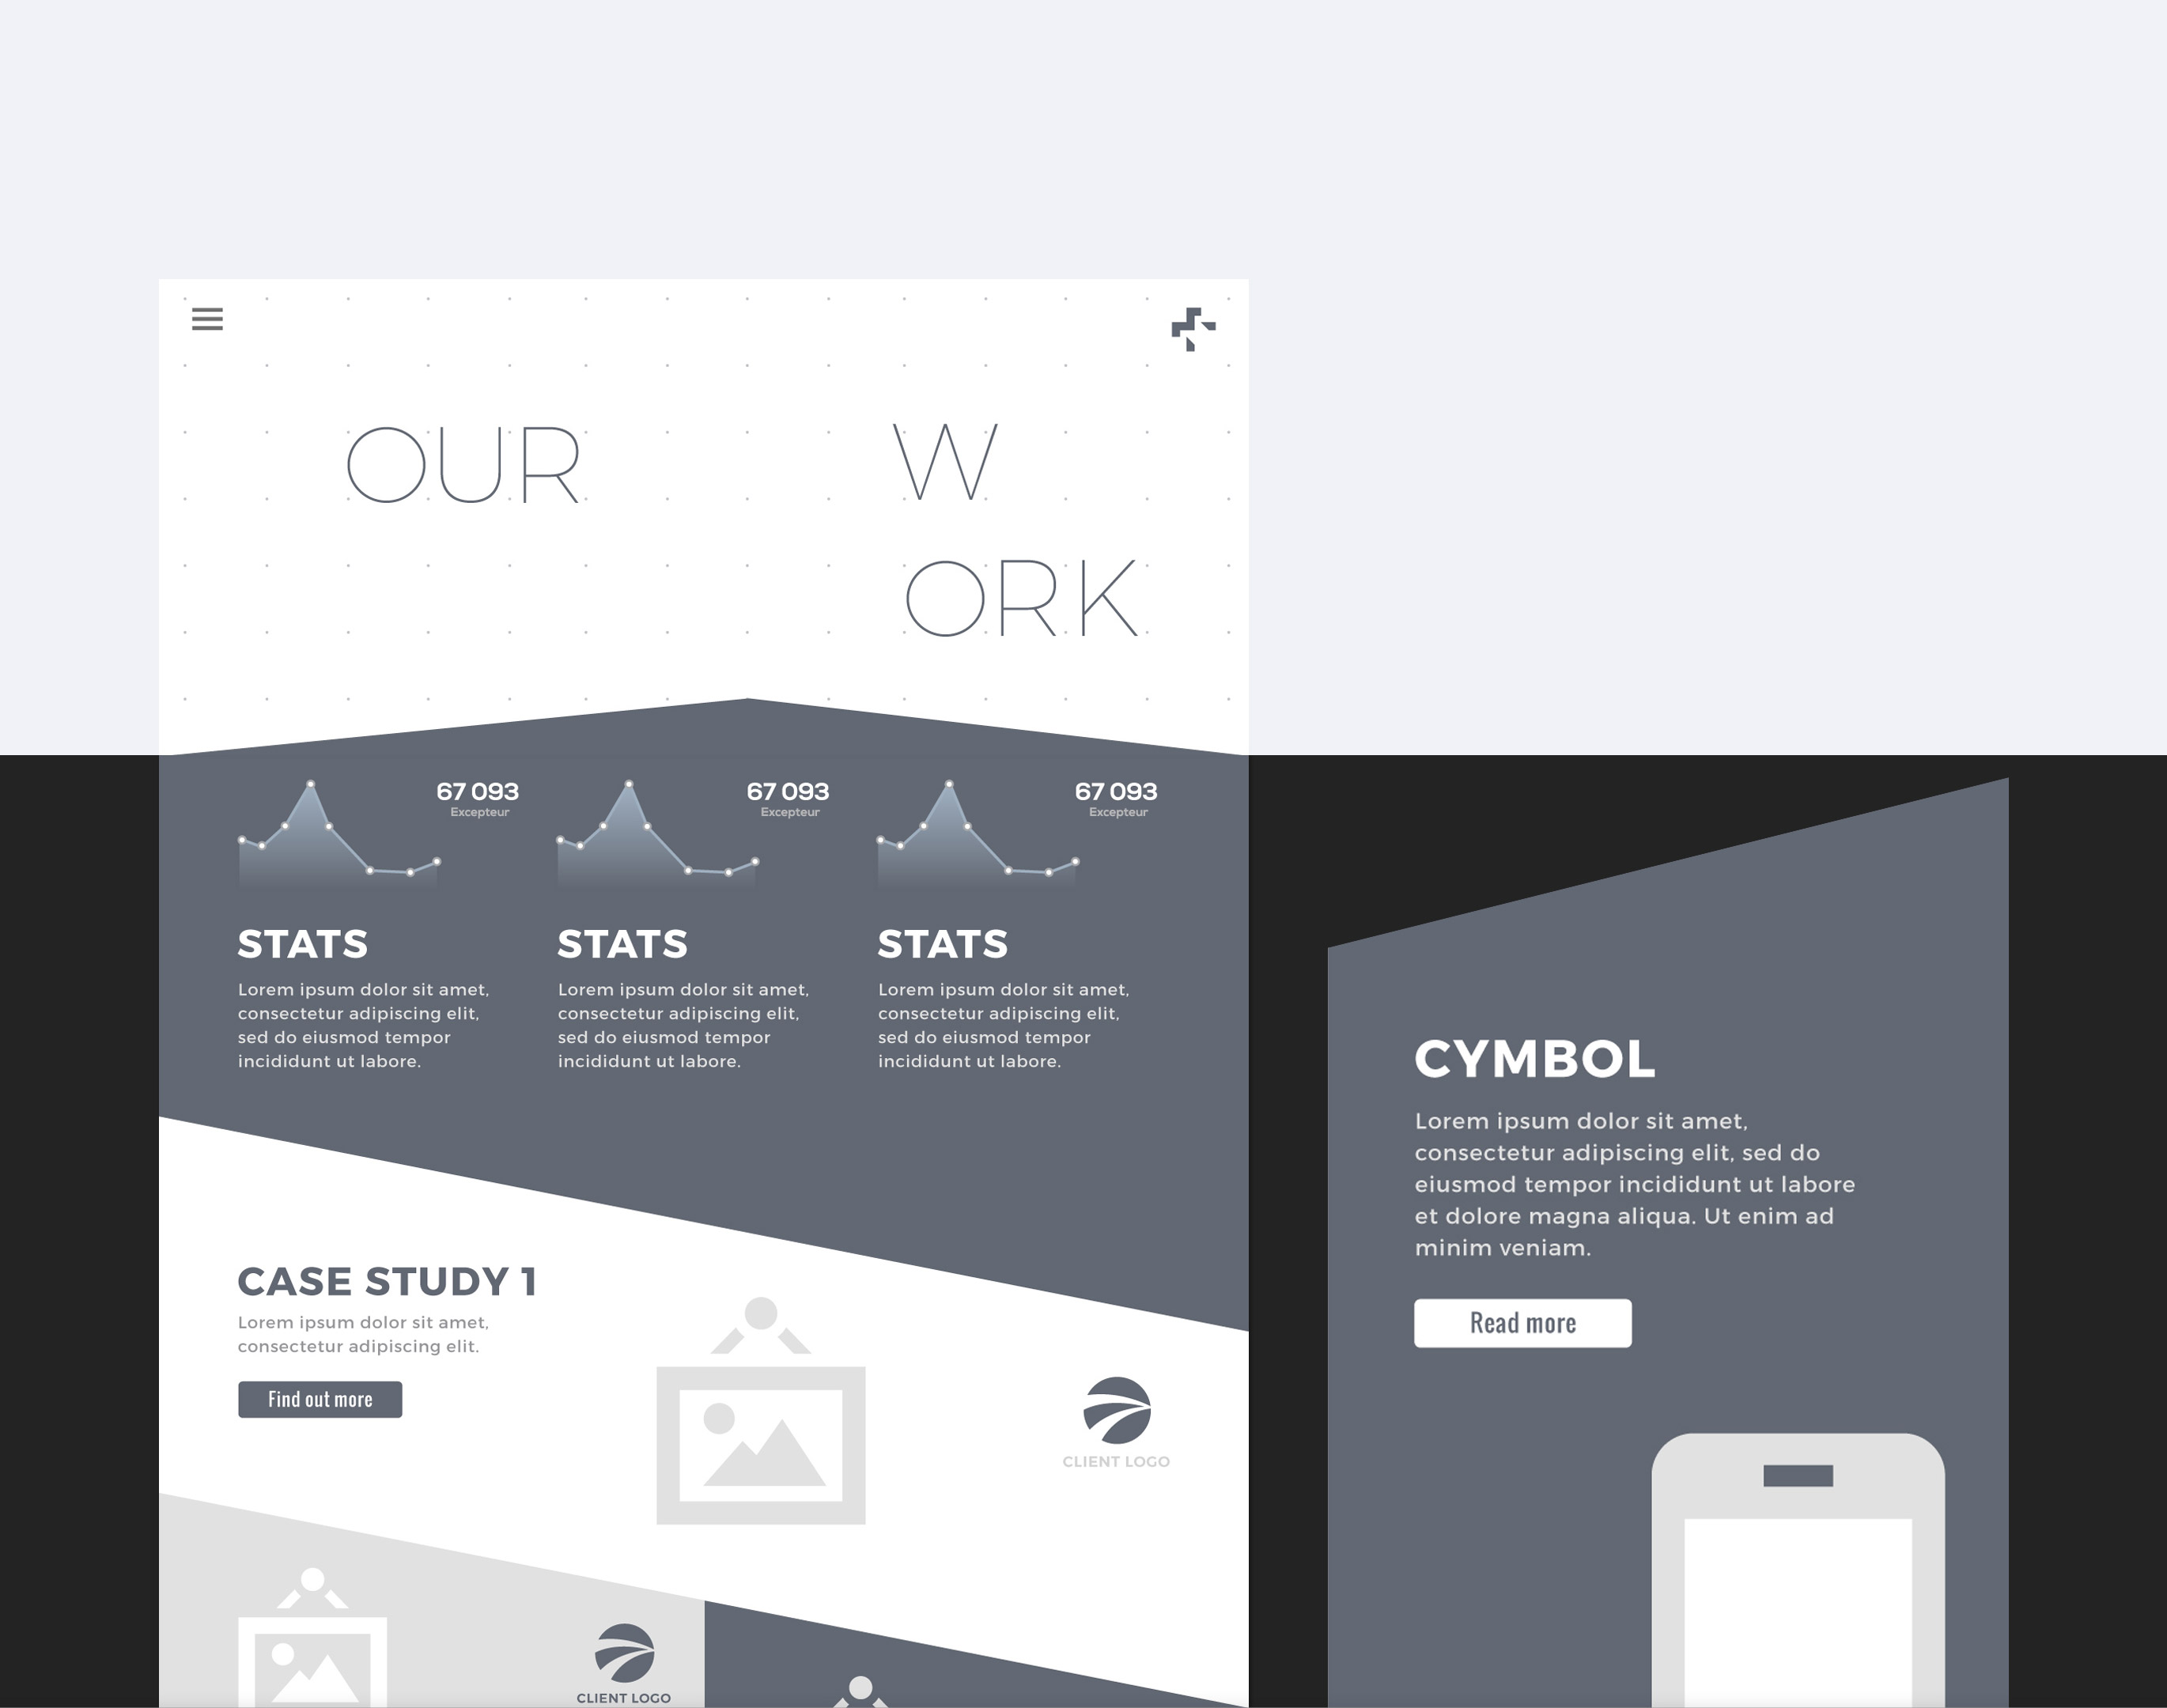 OUR W
ORK
67 093
Excepteur
67 093
Excepteur
67 093
Excepteur
STATS
Lorem ipsum dolor sit amet,
consectetur adipiscing elit,
sed do eiusmod tempor
incididunt ut labore.
STATS
Lorem ipsum dolor sit amet,
consectetur adipiscing elit,
sed do eiusmod tempor
incididunt ut labore.
STATS
Lorem ipsum dolor sit amet,
consectetur adipiscing elit,
sed do eiusmod tempor
incididunt ut labore.
CASE STUDY 1
Lorem ipsum dolor sit amet,
consectetur adipiscing elit.
Find out more
CLIENT LOGO
CLIENT LOGO
CYMBOL
Lorem ipsum dolor sit amet,
consectetur adipiscing elit, sed do
eiusmod tempor incididunt ut labore
et dolore magna aliqua. Ut enim ad
minim veniam.
Read more